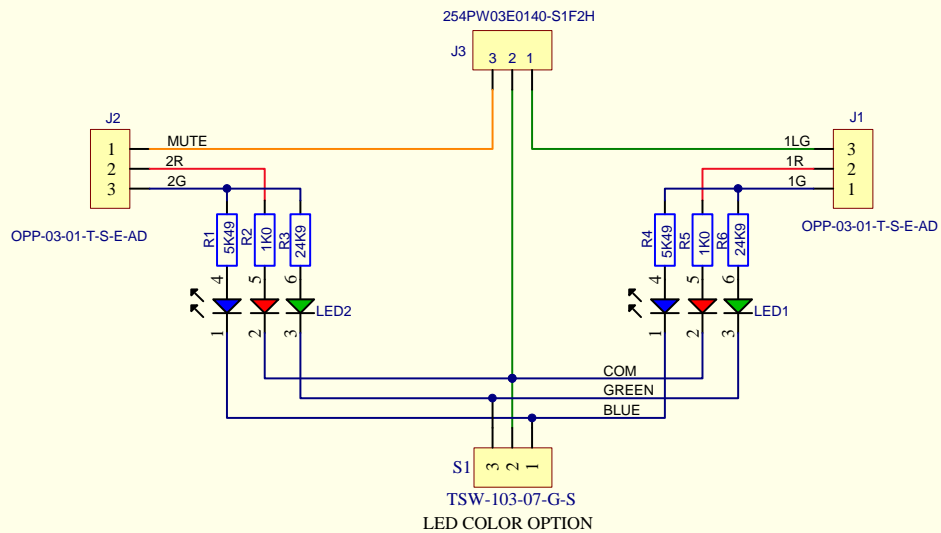 254PW03E0140-S1F2H
J3
3 2 1
J2
J1
MUTE
1LG
1
3
2R
1R
2
2
2G
1G
3
1
OPP-03-01-T-S-E-AD
OPP-03-01-T-S-E-AD
R1 5K49
R2 1K0
R3 24K9
R4 5K49
R5 1K0
R6 24K9
4 5 6
4 5 6
LED2
LED1
1 2 3
1 2 3
COM
GREEN
BLUE
S1
3 2 1
TSW-103-07-G-S
LED COLOR OPTION